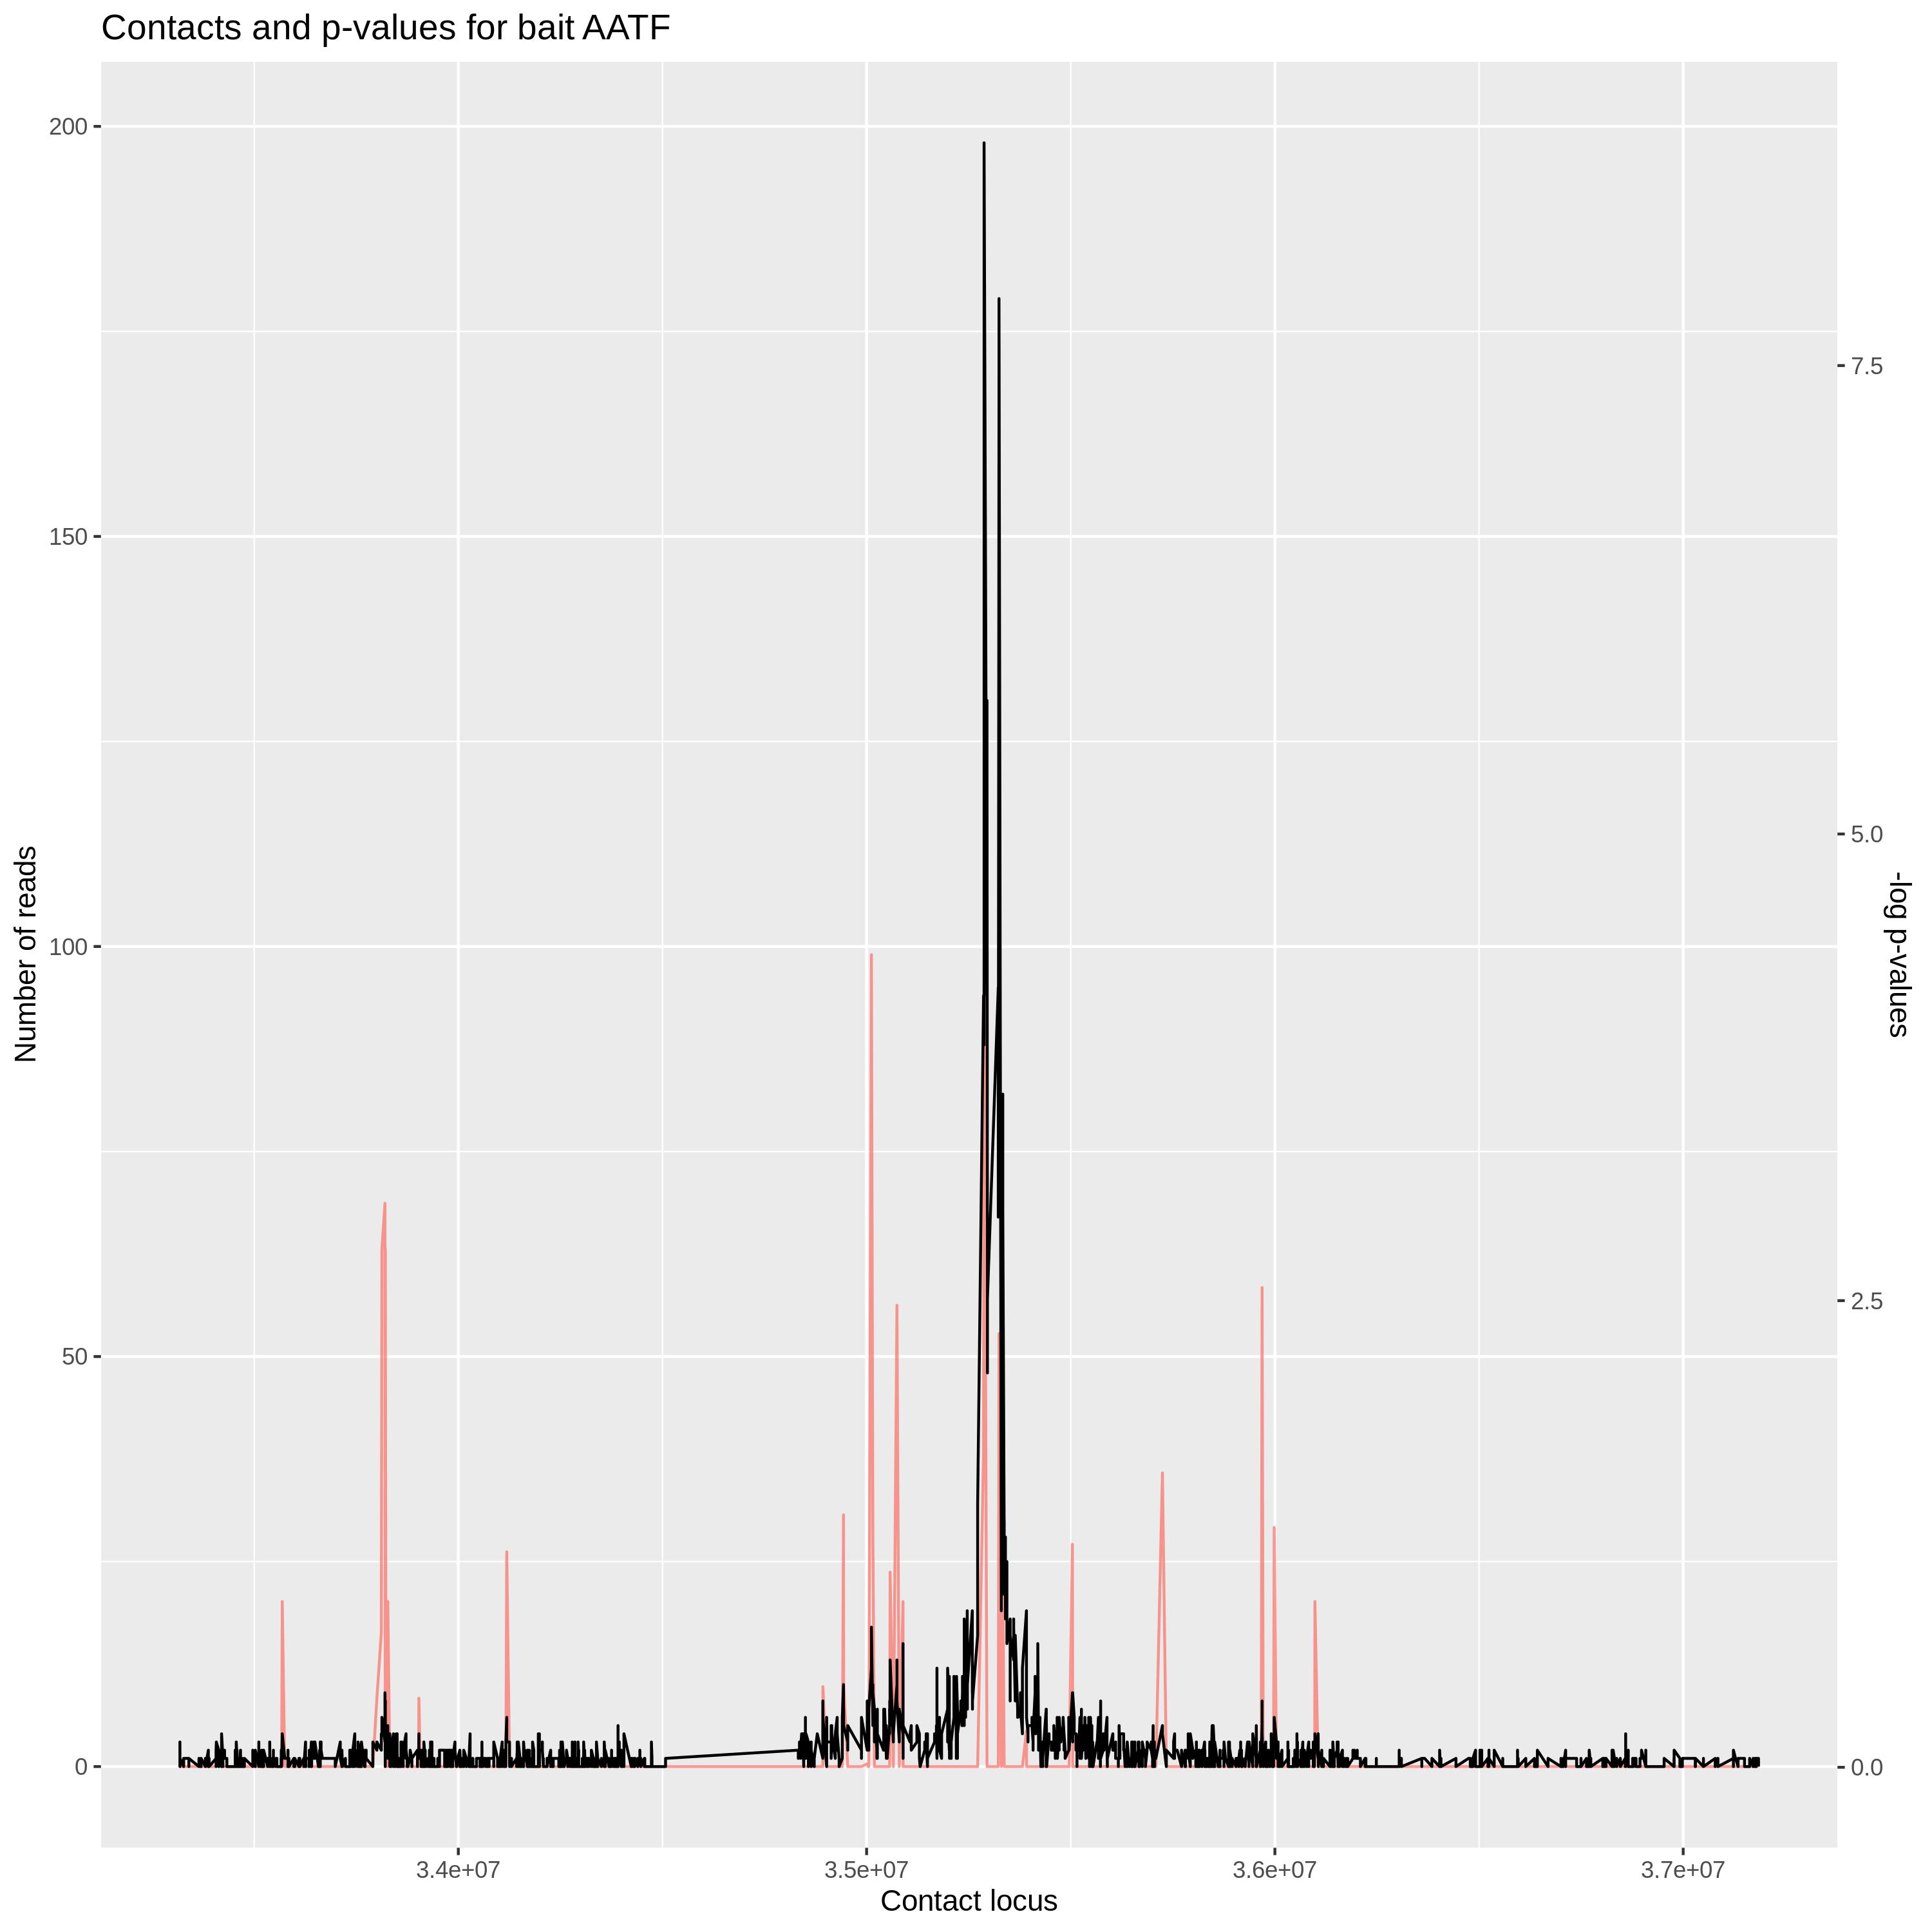 Contacts and p-values for bait AATF
200
150
100
50
0
Number of reads
7.5
5.0
2.5
0.0
-log p-values
3.4e+07
3.5e+07
3.6e+07
3.7e+07
Contact locus